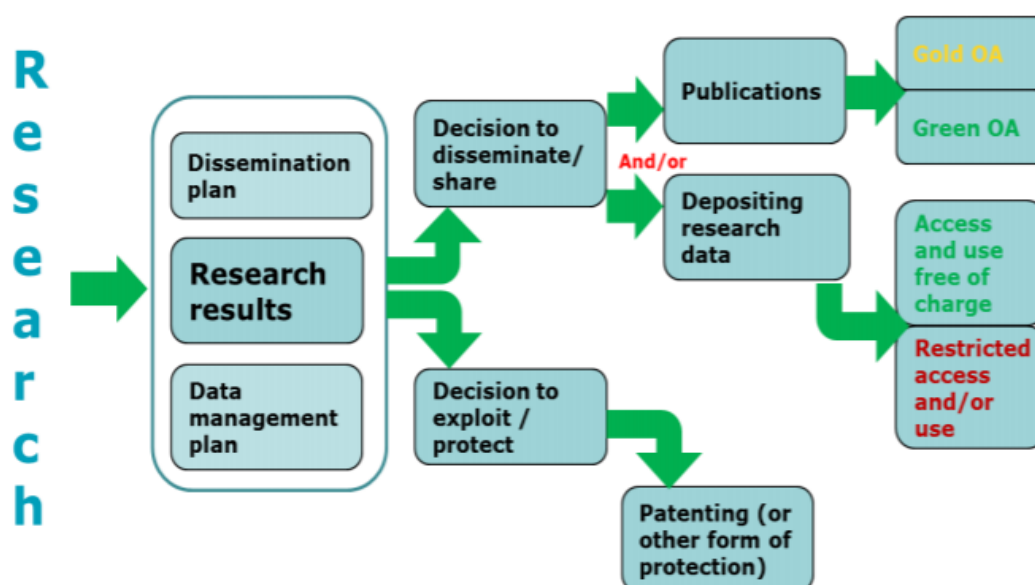 Research
Dissemination
plan
Research
results
Data
management
plan
Decision to
disseminate/
share
And/or
Decision to
exploit /
protect
Publications
Depositing
research
data
Patenting (or
other form of
protection)
Gold OA
Green OA
Access
and use
free of
charge
Restricted
access
and/or
use